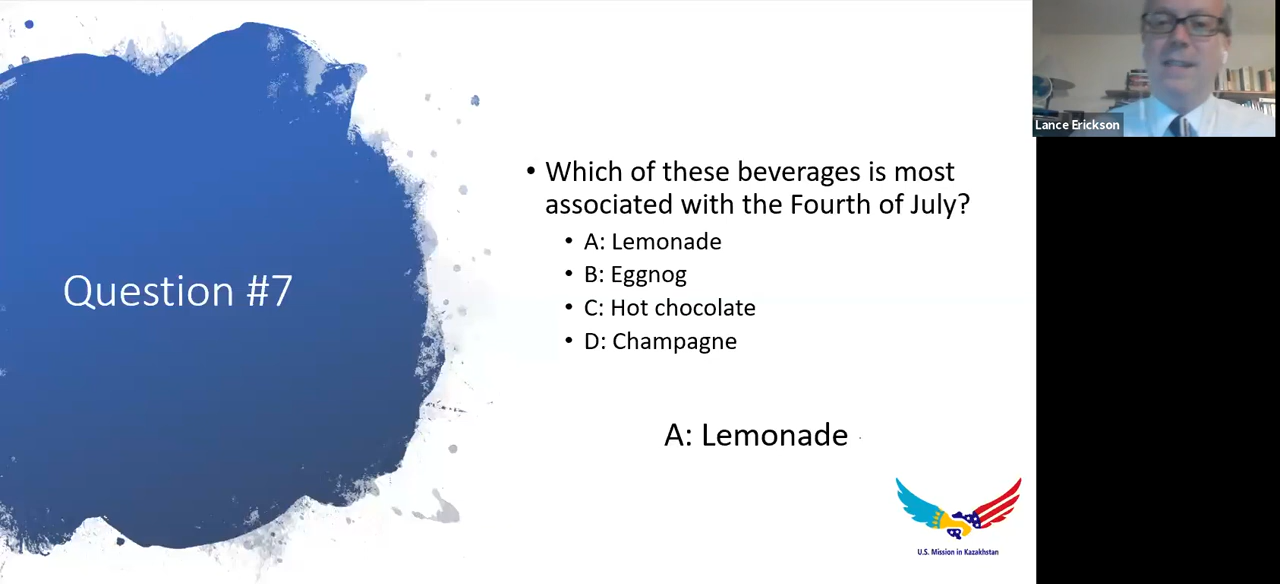 Question #7
• Which of these beverages is most
associated with the Fourth of July?
• A: Lemonade
• B: Eggnog
• C: Hot chocolate
• D: Champagne
A: Lemonade
U.S. Mission in Kazakhstan
Lance Erickson